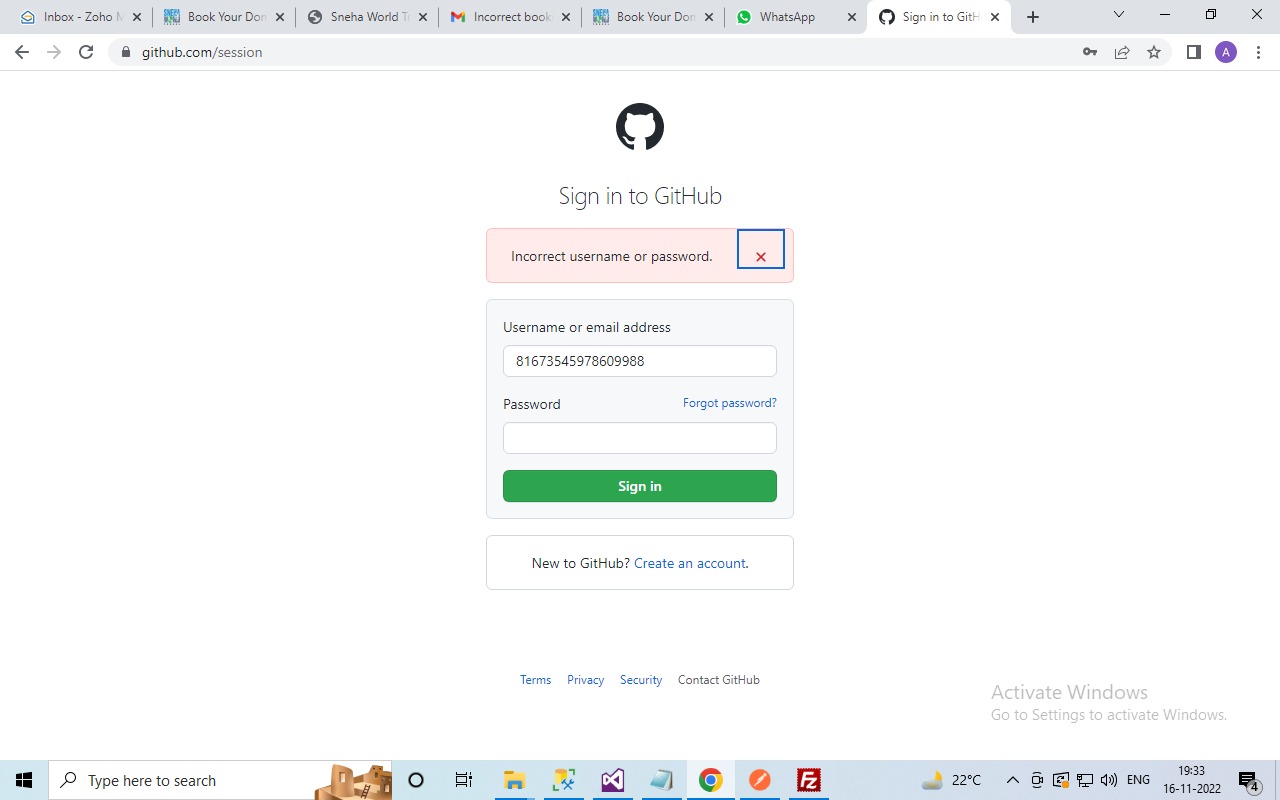 Inbox - Zoho M
Book Your Don
Sneha World Tr
Incorrect book
Book Your Don
WhatsApp
Sign in to GitH
github.com/session
A
Sign in to GitHub
Incorrect username or password.
Username or email address
81673545978609988
Password
Forgot password?
Sign in
New to GitHub? Create an account.
Terms
Privacy
Security
Contact GitHub
Activate Windows
Go to Settings to activate Windows.
Type here to search
22°C
ENG
19:33
16-11-2022
4